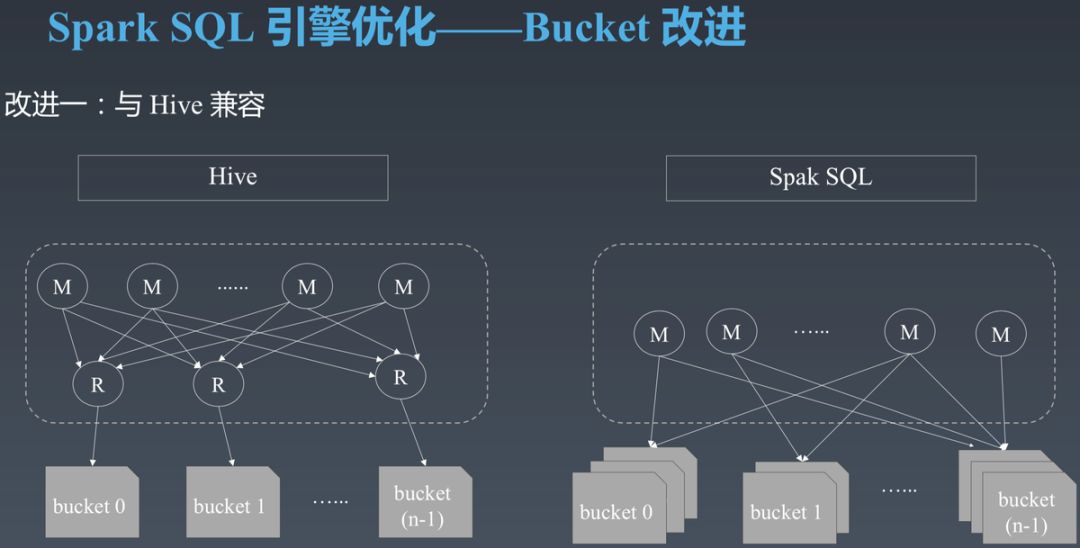 Spark SQL 引擎优化——Bucket 改进
改进一：与 Hive 兼容
Hive
Spak SQL
M M ...... M M
R R R
bucket 0 bucket 1 ...... bucket (n-1)
M M ...... M M
bucket 0 bucket 1 ...... bucket (n-1)